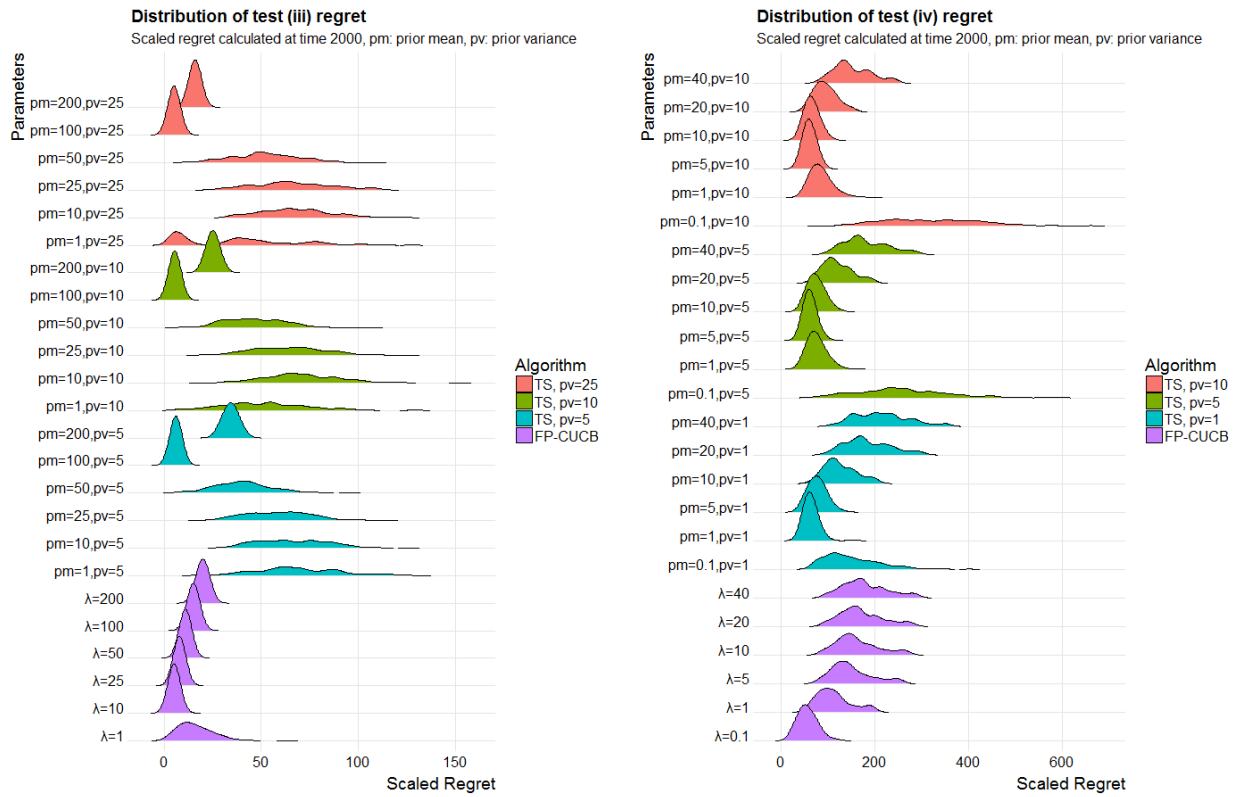 Distribution of test (iii) regret
Scaled regret calculated at time 2000, pm: prior mean, pv: prior variance
Parameters
pm=200,pv=25
pm=100,pv=25
pm=50,pv=25
pm=25,pv=25
pm=10,pv=25
pm=1,pv=25
pm=200,pv=10
pm=100,pv=10
pm=50,pv=10
pm=25,pv=10
pm=10,pv=10
pm=1,pv=10
pm=200,pv=5
pm=100,pv=5
pm=50,pv=5
pm=25,pv=5
pm=10,pv=5
pm=1,pv=5
λ=200
λ=100
λ=50
λ=25
λ=10
λ=1
0 50 100 150
Scaled Regret
Algorithm
TS, pv=25
TS, pv=10
TS, pv=5
FP-CUCB
Distribution of test (iv) regret
Scaled regret calculated at time 2000, pm: prior mean, pv: prior variance
Parameters
pm=40,pv=10
pm=20,pv=10
pm=10,pv=10
pm=5,pv=10
pm=1,pv=10
pm=0.1,pv=10
pm=40,pv=5
pm=20,pv=5
pm=10,pv=5
pm=5,pv=5
pm=1,pv=5
pm=0.1,pv=5
pm=40,pv=1
pm=20,pv=1
pm=10,pv=1
pm=5,pv=1
pm=1,pv=1
pm=0.1,pv=1
λ=40
λ=20
λ=10
λ=5
λ=1
λ=0.1
0 200 400 600
Scaled Regret
Algorithm
TS, pv=10
TS, pv=5
TS, pv=1
FP-CUCB